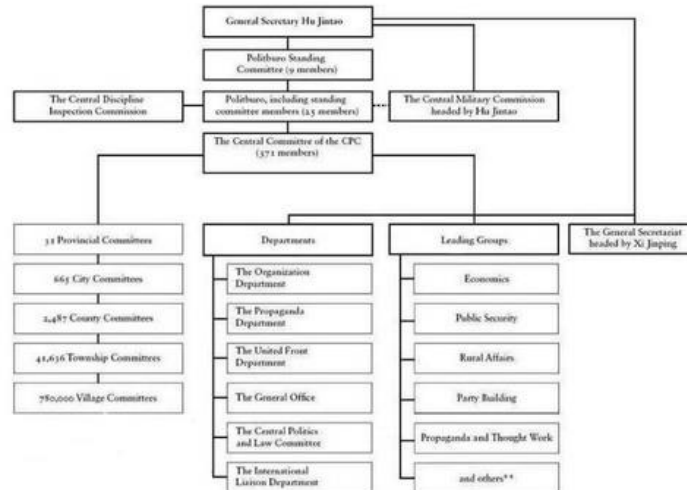 General Secretary Hu Jintao
Politburo Standing
Committee (9 members)
The Central Discipline
Inspection Commission
Politburo, including standing
committee members (25 members)
The Central Military Commission
headed by Hu Jintao
The Central Committee of the CPC
(371 members)
31 Provincial Committees
665 City Committees
2,487 County Committees
41,636 Township Committees
780,000 Village Committees
Departments
The Organization
Department
The Propaganda
Department
The United Front
Department
The General Office
The Central Politics
and Law Committee
The International
Liaison Department
Leading Groups
Economics
Public Security
Rural Affairs
Party Building
Propaganda and Thought Work
and others**
The General Secretariat
headed by Xi Jinping